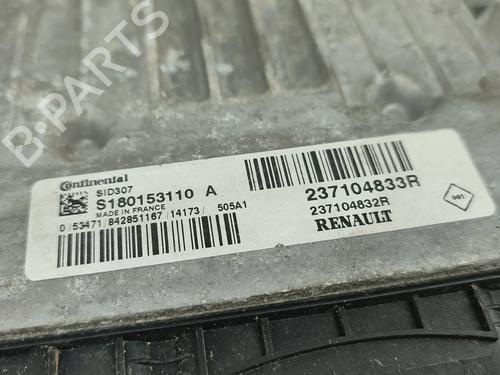 B-PARTS
Continental
SID307
S180153110 A
MADE IN FRANCE
0/53471/842851167/14173/ 505A1
237104833R
237104832R
RENAULT